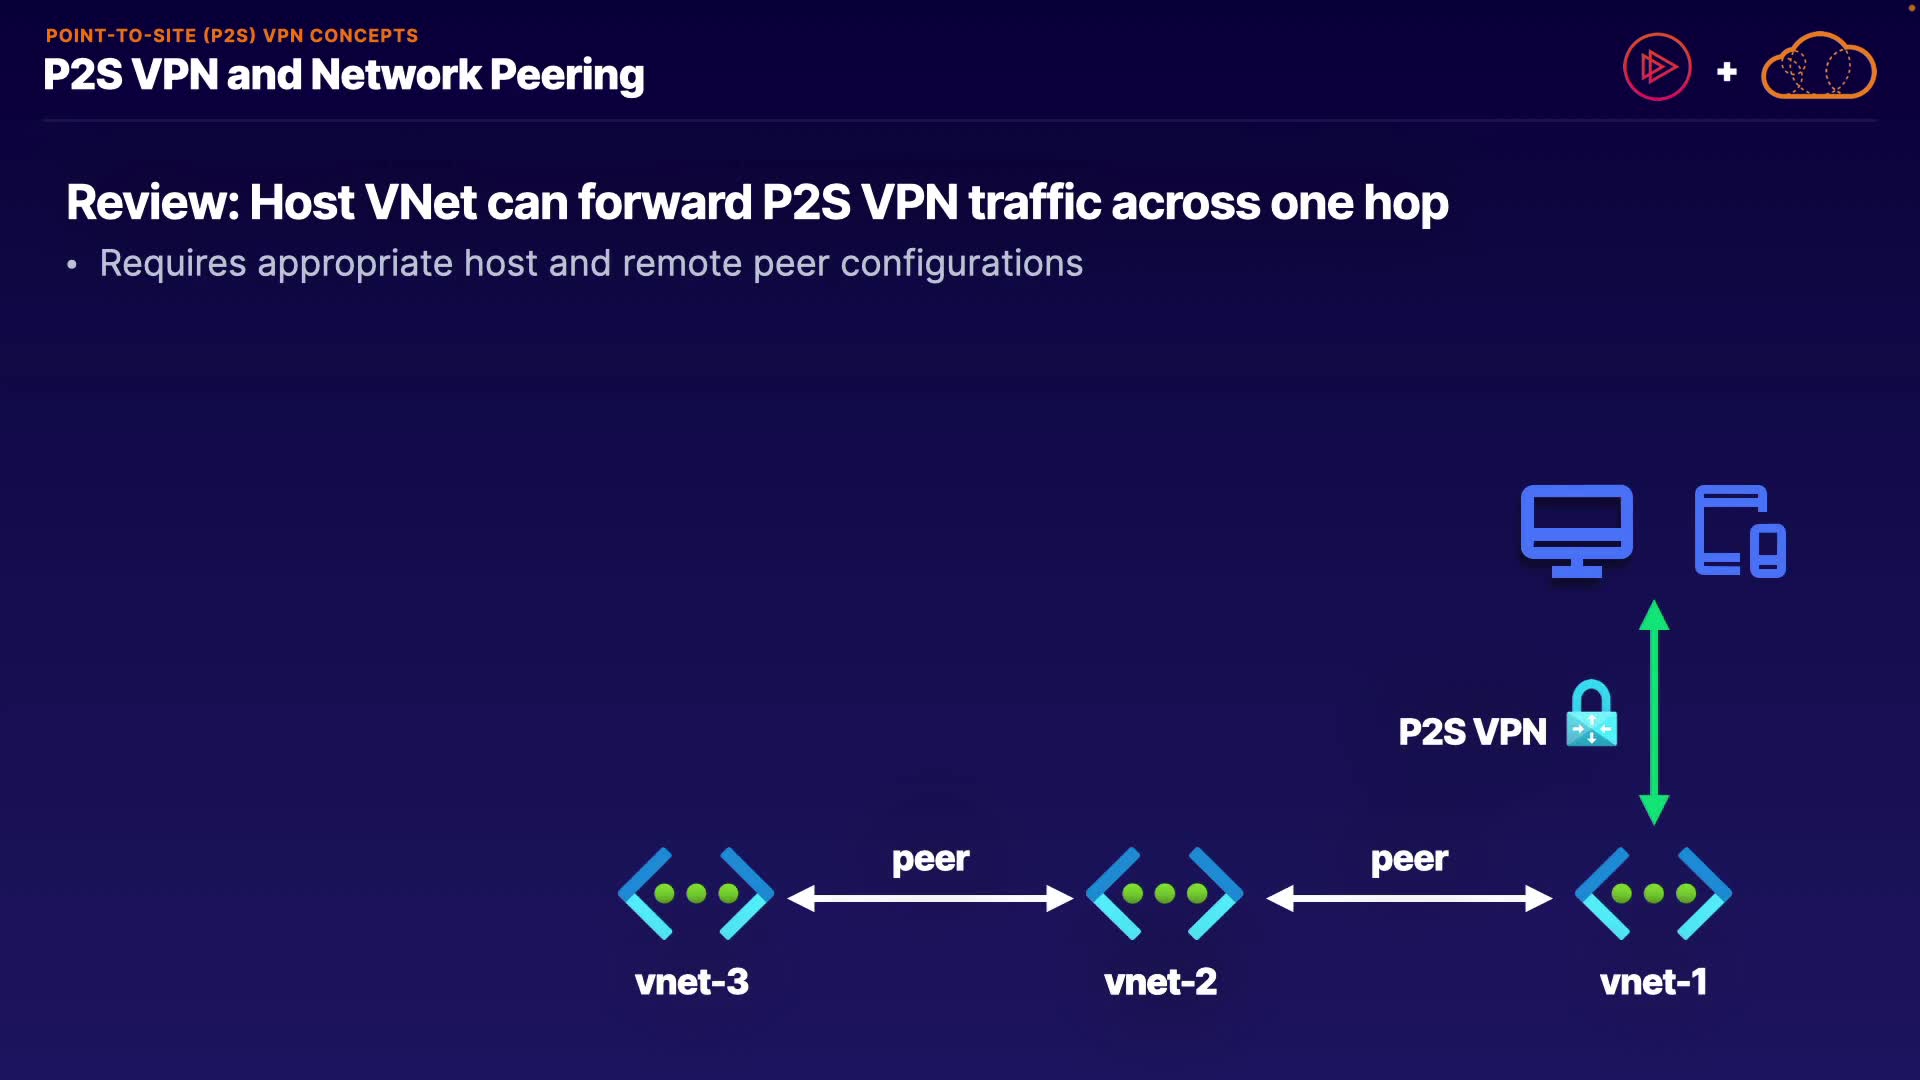 POINT-TO-SITE (P2S) VPN CONCEPTS
P2S VPN and Network Peering
Review: Host VNet can forward P2S VPN traffic across one hop
• Requires appropriate host and remote peer configurations
P2S VPN
peer
peer
vnet-3
vnet-2
vnet-1